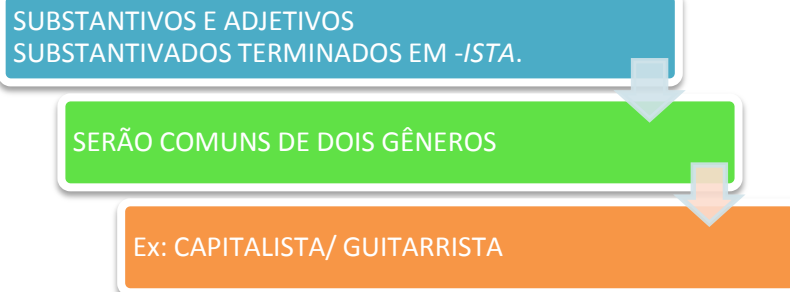 SUBSTANTIVOS E ADJETIVOS
SUBSTANTIVADOS TERMINADOS EM -ISTA.
SERÃO COMUNS DE DOIS GÊNEROS
Ex: CAPITALISTA/ GUITARRISTA